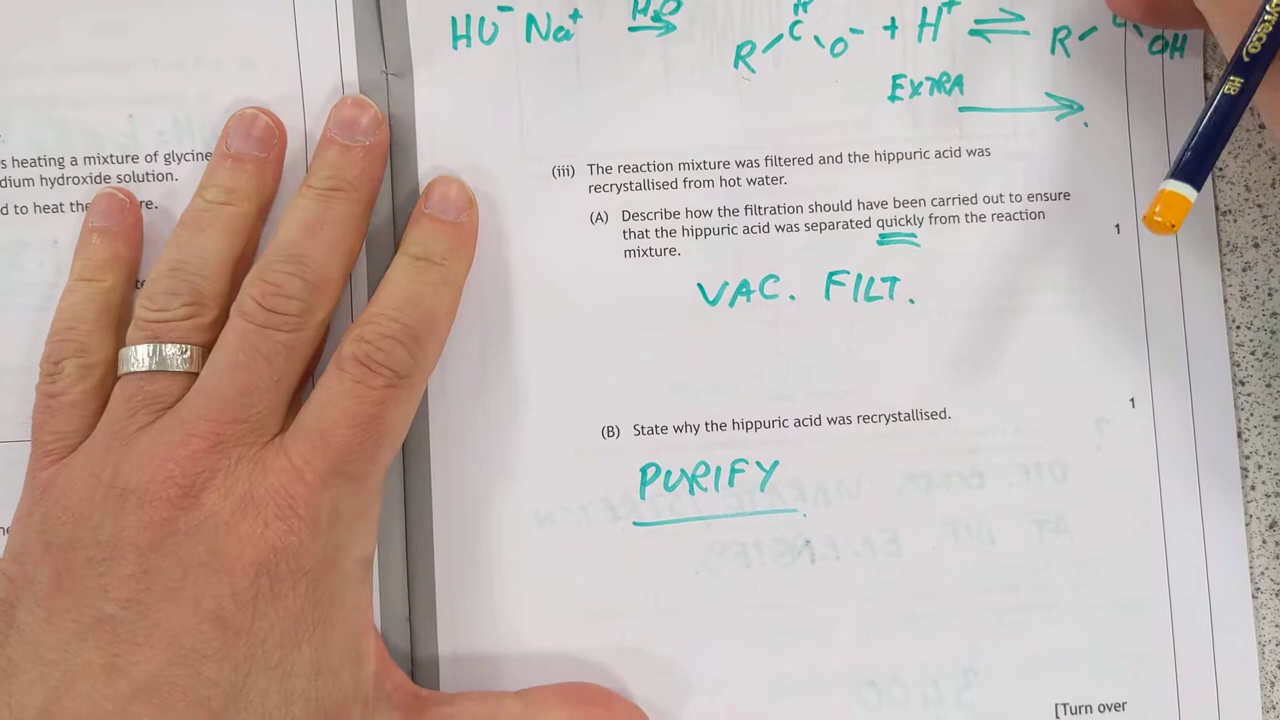 HO⁻ Na⁺ H₂O → R C O⁻ + H⁺ ⇌ R C OH
EXTRA →
s heating a mixture of glycine
dium hydroxide solution.
d to heat the re.
(iii) The reaction mixture was filtered and the hippuric acid was
recrystallised from hot water.
(A) Describe how the filtration should have been carried out to ensure
that the hippuric acid was separated quickly from the reaction 1
mixture.
VAC. FILT.
(B) State why the hippuric acid was recrystallised. 1
PURIFY
[Turn over
HB